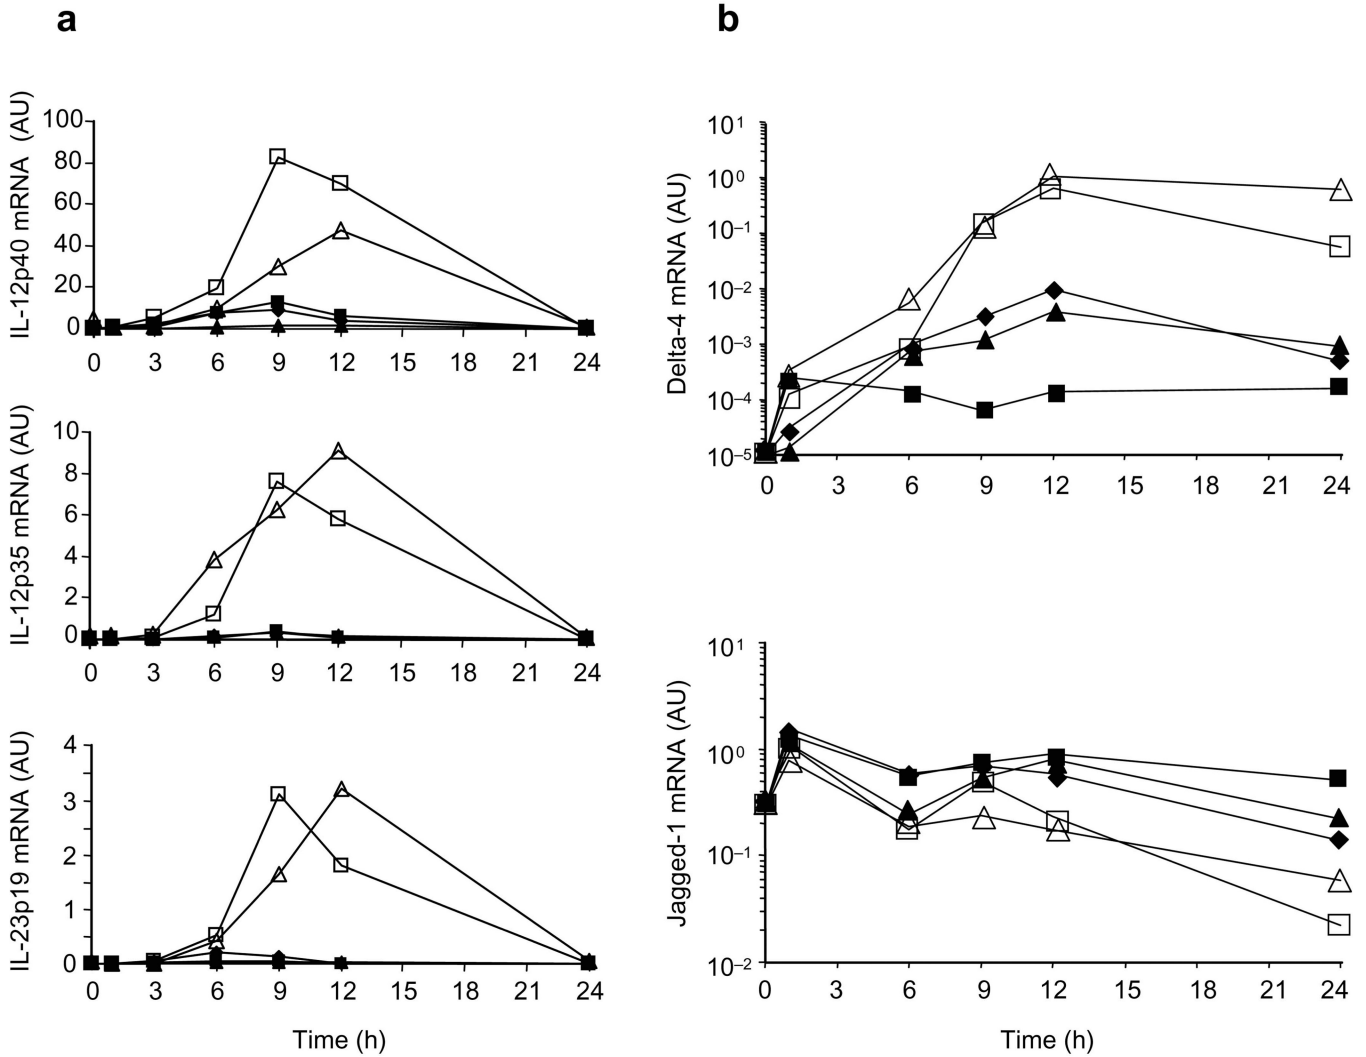 a
b
IL-12p40 mRNA (AU)
100
80
60
40
20
0
0 3 6 9 12 15 18 21 24
IL-12p35 mRNA (AU)
10
8
6
4
2
0
0 3 6 9 12 15 18 21 24
IL-23p19 mRNA (AU)
4
3
2
1
0
0 3 6 9 12 15 18 21 24
Time (h)
Delta-4 mRNA (AU)
10¹
10⁰
10⁻¹
10⁻²
10⁻³
10⁻⁴
10⁻⁵
0 3 6 9 12 15 18 21 24
Jagged-1 mRNA (AU)
10¹
10⁰
10⁻¹
10⁻²
0 3 6 9 12 15 18 21 24
Time (h)